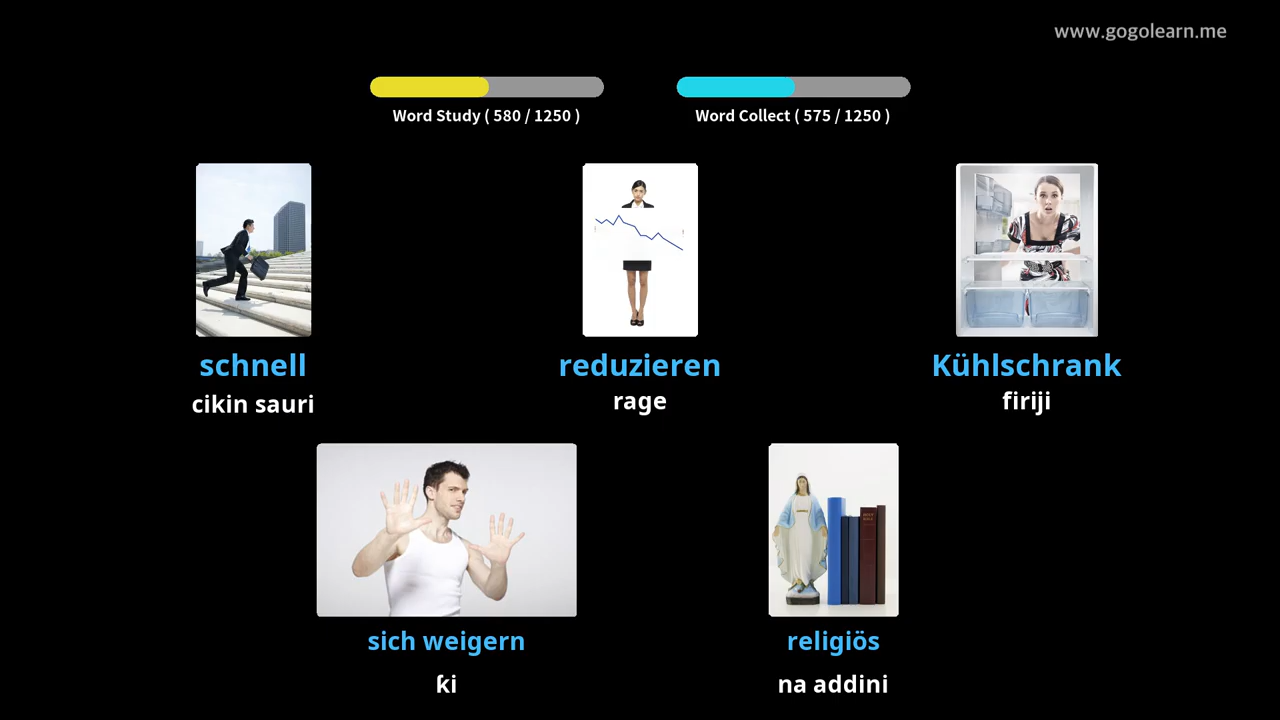 www.gogolearn.me
Word Study ( 580 / 1250 )
Word Collect ( 575 / 1250 )
schnell
cikin sauri
reduzieren
rage
Kühlschrank
firiji
sich weigern
ƙi
religiös
na addini